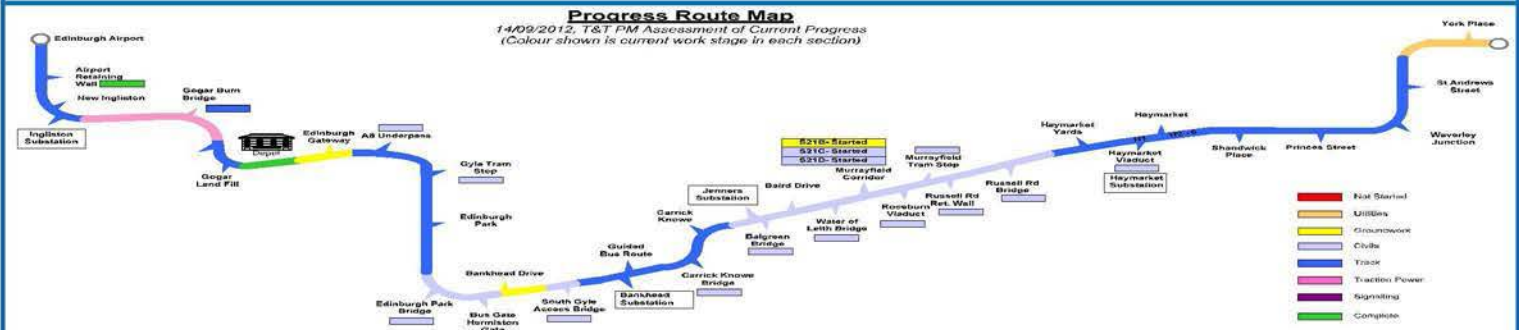 Progress Route Map
14/09/2012, T&T PM Assessment of Current Progress
(Colour shown is current work stage in each section)
Edinburgh Airport
Airport
Retaining
Wall
New Ingliston
Ingliston
Substation
Gogar Burn
Bridge
Depot
Gogar
Land Fill
Edinburgh
Gateway
A8 Underpass
Gyle Tram
Stop
Edinburgh
Park
Edinburgh Park
Bridge
Bankhead Drive
Bus Gate
Hermiston
Gate
South Gyle
Access Bridge
Guided
Bus Route
Bankhead
Substation
Carrick
Knowe
Carrick Knowe
Bridge
Jenners
Substation
Balgreen
Bridge
Baird Drive
S21B- Started
S21C- Started
S21D- Started
Murrayfield
Corridor
Water of
Leith Bridge
Murrayfield
Tram Stop
Roseburn
Viaduct
Russell Rd
Ret. Wall
Russell Rd
Bridge
Haymarket
Yards
Haymarket
Haymarket
Viaduct
Haymarket
Substation
Shandwick
Place
Princes Street
Waverley
Junction
St Andrews
Street
York Place
Not Started
Utilities
Groundwork
Civils
Track
Traction Power
Signalling
Complete